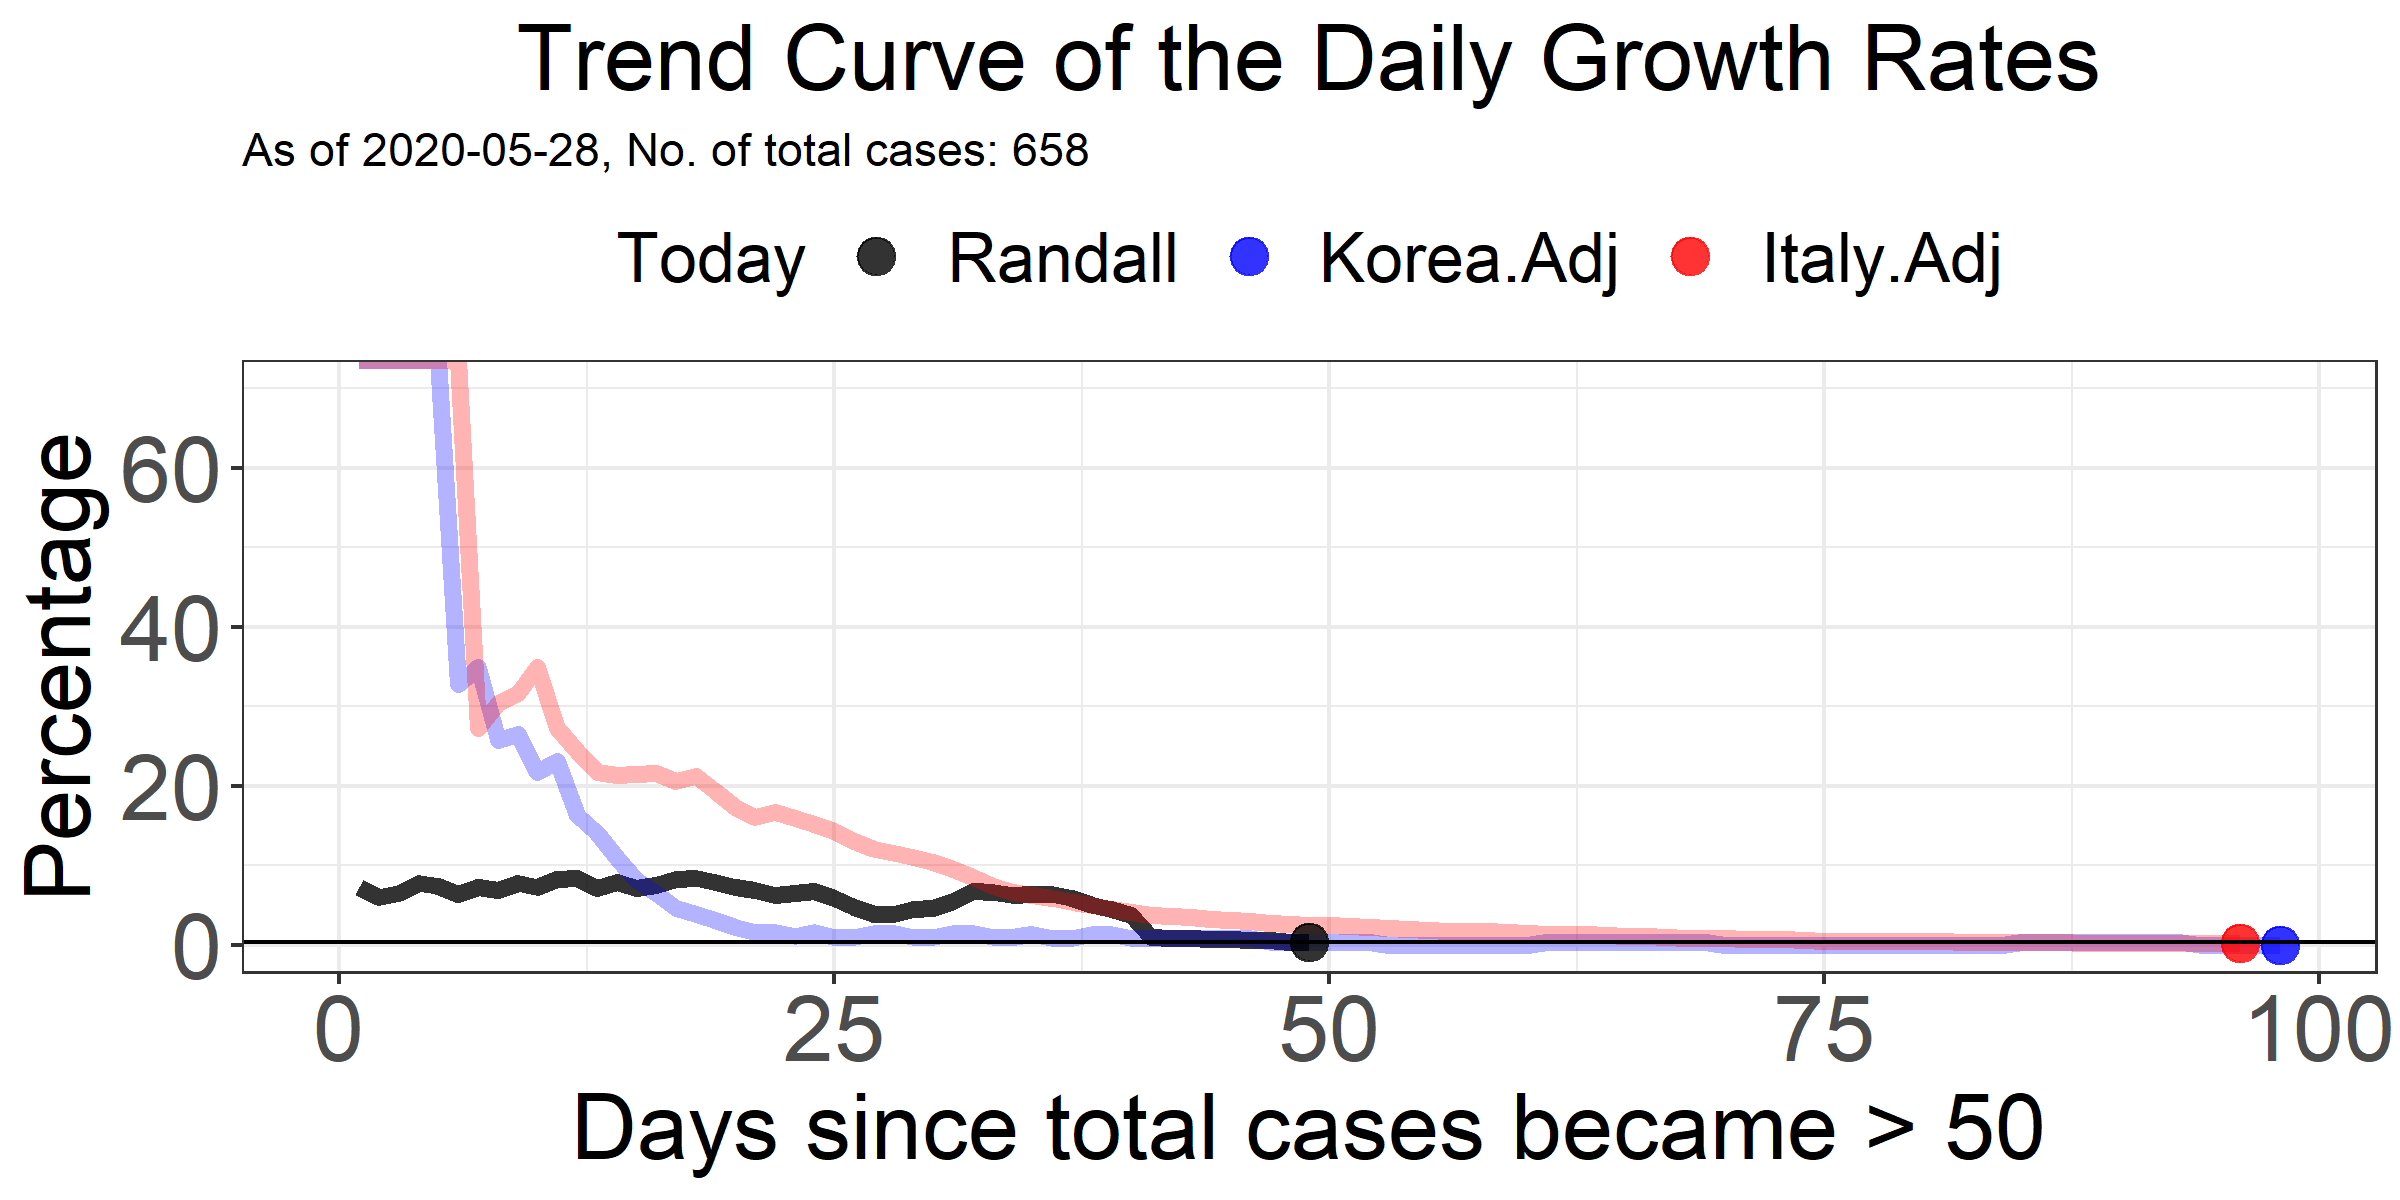 Trend Curve of the Daily Growth Rates
As of 2020-05-28, No. of total cases: 658
Today Randall Korea.Adj Italy.Adj
Percentage
60
40
20
0
0 25 50 75 100
Days since total cases became > 50